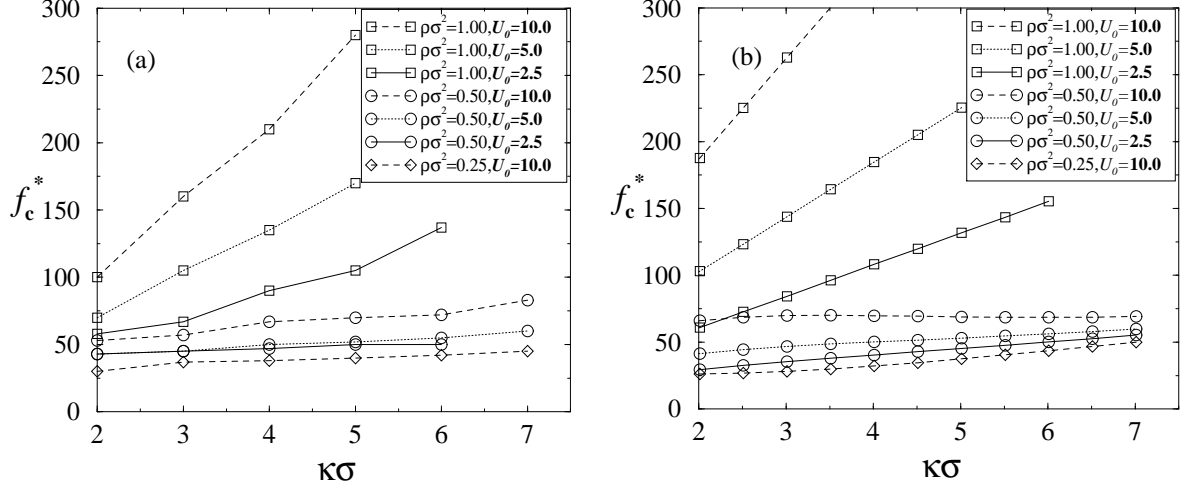 (a)
ρσ²=1.00,U₀=10.0
ρσ²=1.00,U₀=5.0
ρσ²=1.00,U₀=2.5
ρσ²=0.50,U₀=10.0
ρσ²=0.50,U₀=5.0
ρσ²=0.50,U₀=2.5
ρσ²=0.25,U₀=10.0
300
250
200
150
100
50
0
f_c*
2 3 4 5 6 7
κσ
(b)
ρσ²=1.00,U₀=10.0
ρσ²=1.00,U₀=5.0
ρσ²=1.00,U₀=2.5
ρσ²=0.50,U₀=10.0
ρσ²=0.50,U₀=5.0
ρσ²=0.50,U₀=2.5
ρσ²=0.25,U₀=10.0
300
250
200
150
100
50
0
f_c*
2 3 4 5 6 7
κσ